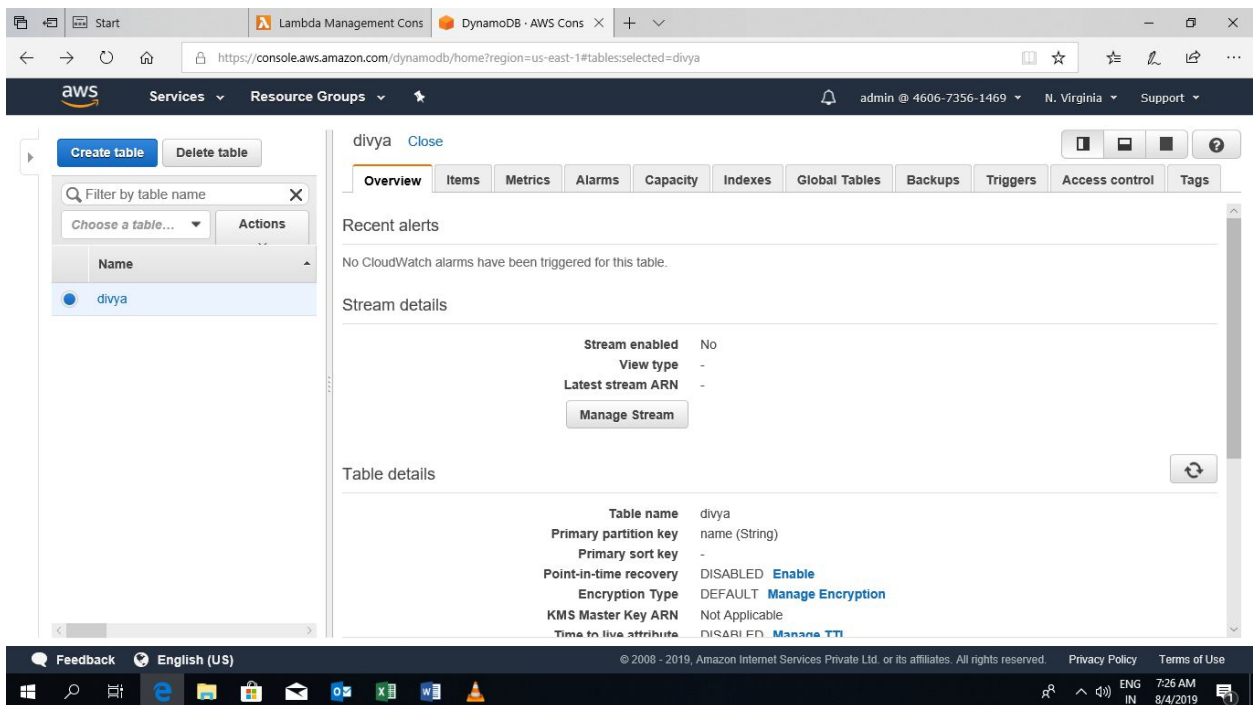 Start
Lambda Management Cons
DynamoDB - AWS Cons
https://console.aws.amazon.com/dynamodb/home?region=us-east-1#tables:selected=divya
aws Services Resource Groups admin @ 4606-7356-1469 N. Virginia Support
Create table Delete table
Filter by table name
Choose a table... Actions
Name
divya
divya Close
Overview Items Metrics Alarms Capacity Indexes Global Tables Backups Triggers Access control Tags
Recent alerts
No CloudWatch alarms have been triggered for this table.
Stream details
Stream enabled No
View type -
Latest stream ARN -
Manage Stream
Table details
Table name divya
Primary partition key name (String)
Primary sort key -
Point-in-time recovery DISABLED Enable
Encryption Type DEFAULT Manage Encryption
KMS Master Key ARN Not Applicable
Time to live attribute DISABLED Manage TTL
Feedback English (US) © 2008 - 2019, Amazon Internet Services Private Ltd. or its affiliates. All rights reserved. Privacy Policy Terms of Use
ENG 7:26 AM
IN 8/4/2019